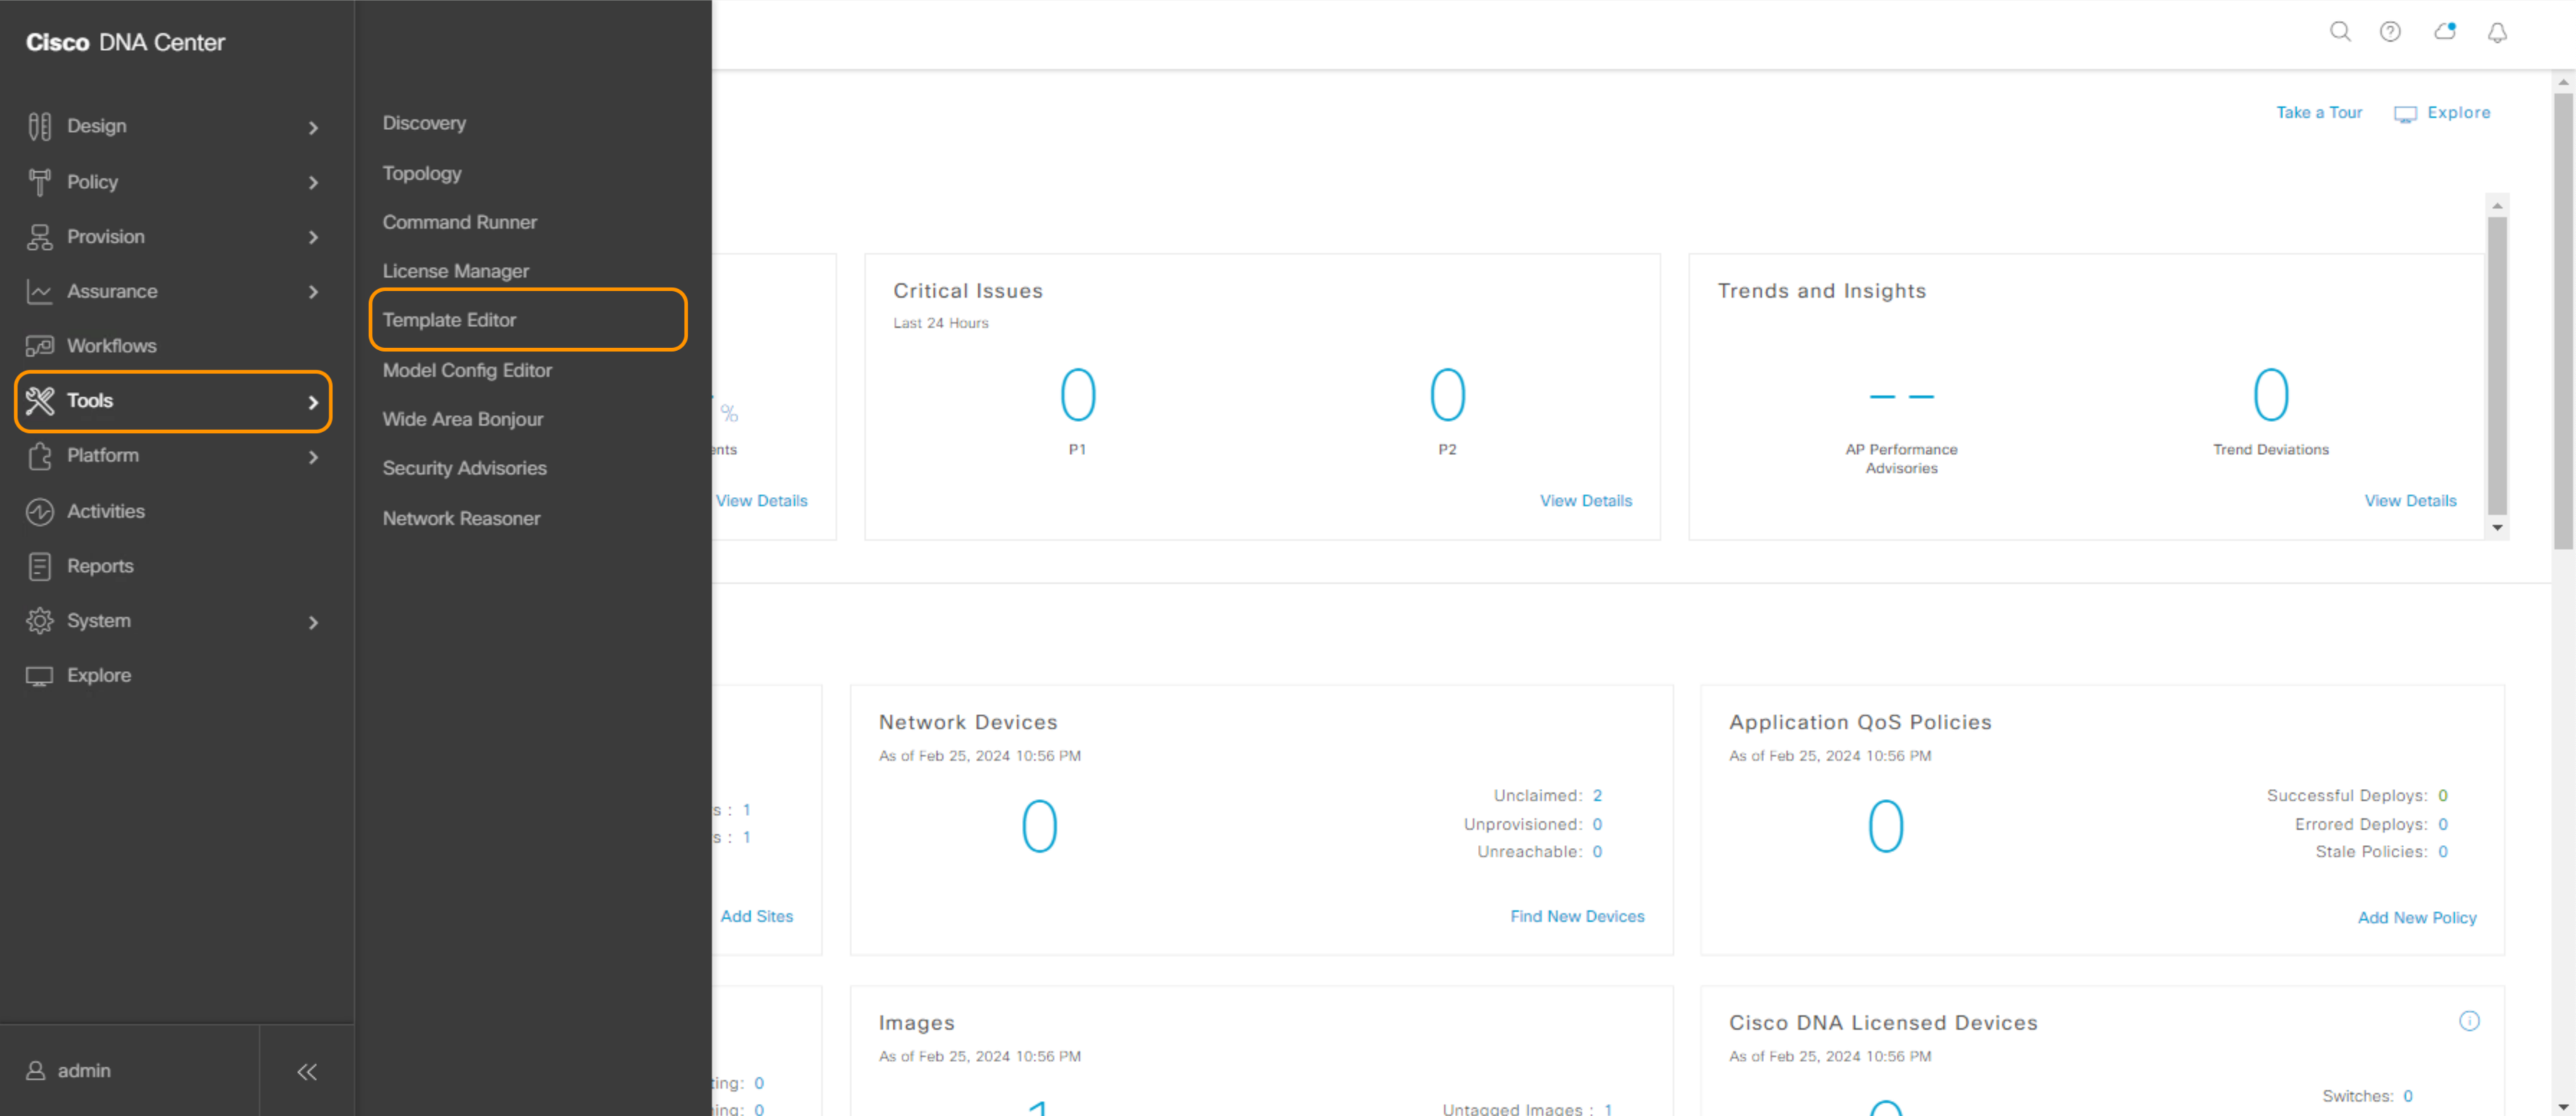 Cisco DNA Center
Design
Policy
Provision
Assurance
Workflows
Tools
Platform
Activities
Reports
System
Explore
admin
Discovery
Topology
Command Runner
License Manager
Template Editor
Model Config Editor
Wide Area Bonjour
Security Advisories
Network Reasoner
Take a Tour
Explore
%
ents
View Details
Critical Issues
Last 24 Hours
0
0
P1
P2
View Details
Trends and Insights
--
0
AP Performance
Advisories
Trend Deviations
View Details
s : 1
s : 1
Add Sites
Network Devices
As of Feb 25, 2024 10:56 PM
0
Unclaimed: 2
Unprovisioned: 0
Unreachable: 0
Find New Devices
Application QoS Policies
As of Feb 25, 2024 10:56 PM
0
Successful Deploys: 0
Errored Deploys: 0
Stale Policies: 0
Add New Policy
ting: 0
ing: 0
Images
As of Feb 25, 2024 10:56 PM
1
Untagged Images : 1
Cisco DNA Licensed Devices
As of Feb 25, 2024 10:56 PM
0
Switches: 0